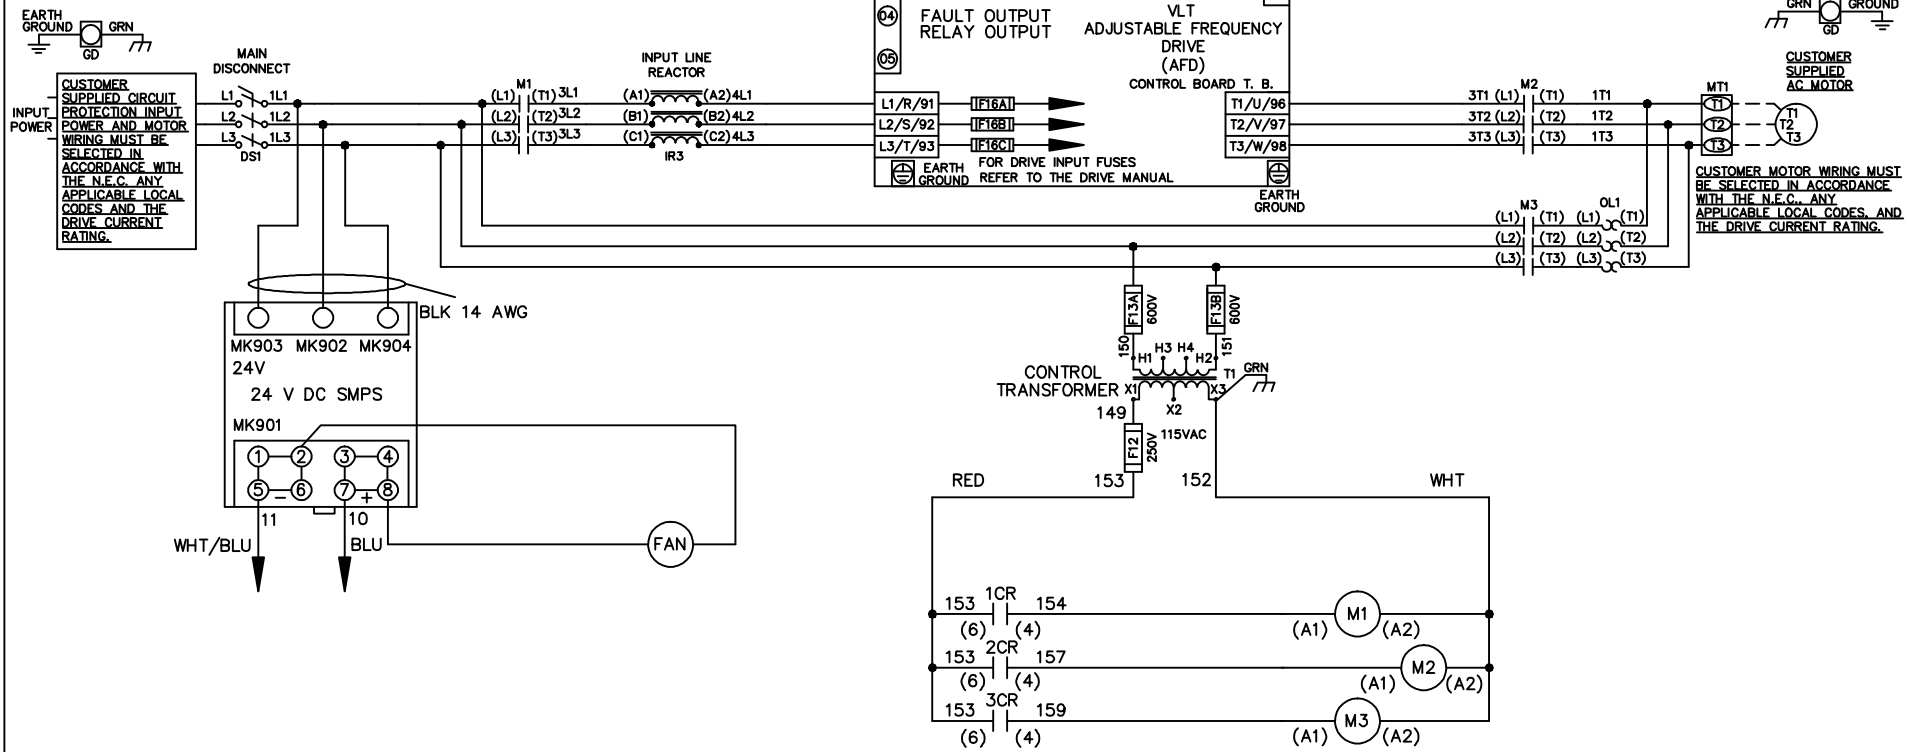 EARTH
GROUND
GRN
GD
MAIN
DISCONNECT
INPUT
POWER
CUSTOMER
SUPPLIED CIRCUIT
PROTECTION INPUT
POWER AND MOTOR
WIRING MUST BE
SELECTED IN
ACCORDANCE WITH
THE N.E.C. ANY
APPLICABLE LOCAL
CODES AND THE
DRIVE CURRENT
RATING.
L1 1L1
L2 1L2
L3 1L3
DS1
M1
(L1) (T1) 3L1
(L2) (T2) 3L2
(L3) (T3) 3L3
INPUT LINE
REACTOR
(A1) (A2) 4L1
(B1) (B2) 4L2
(C1) (C2) 4L3
IR3
04
05
FAULT OUTPUT
RELAY OUTPUT
VLT
ADJUSTABLE FREQUENCY
DRIVE
(AFD)
CONTROL BOARD T. B.
L1/R/91 F16A T1/U/96
L2/S/92 F16B T2/V/97
L3/T/93 F16C T3/W/98
EARTH
GROUND
FOR DRIVE INPUT FUSES
REFER TO THE DRIVE MANUAL
EARTH
GROUND
M2
3T1 (L1) (T1) 1T1
3T2 (L2) (T2) 1T2
3T3 (L3) (T3) 1T3
GRN
GROUND
GD
CUSTOMER
SUPPLIED
AC MOTOR
MT1
T1
T2
T3
T1
T2
T3
CUSTOMER MOTOR WIRING MUST
BE SELECTED IN ACCORDANCE
WITH THE N.E.C., ANY
APPLICABLE LOCAL CODES, AND
THE DRIVE CURRENT RATING.
M3
OL1
(L1) (T1) (L1) (T1)
(L2) (T2) (L2) (T2)
(L3) (T3) (L3) (T3)
BLK 14 AWG
MK903 MK902 MK904
24V
24 V DC SMPS
MK901
1 2 3 4
5 - 6 7 + 8
11
10
WHT/BLU
BLU
FAN
F13A
600V
F13B
600V
150
151
H1 H3 H4 H2
CONTROL
TRANSFORMER
T1
GRN
X1
X2
X3
149
115VAC
F12
250V
153
152
RED
WHT
153 1CR 154
(6) (4)
(A1) M1 (A2)
153 2CR 157
(6) (4)
(A1) M2 (A2)
153 3CR 159
(6) (4)
(A1) M3 (A2)